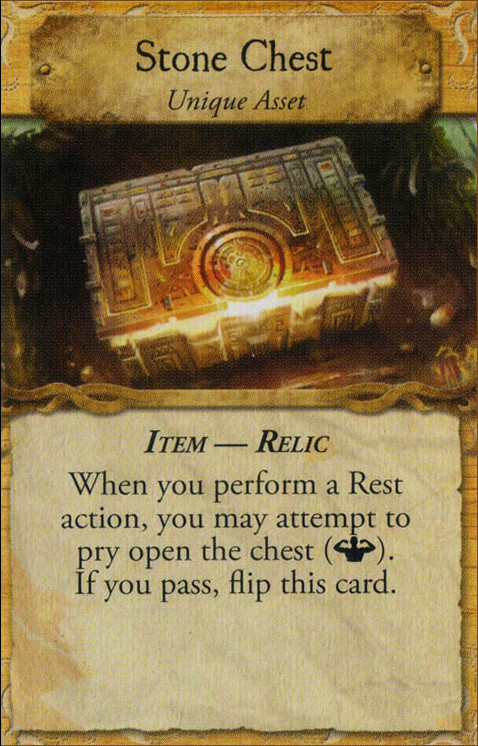 Stone Chest
Unique Asset
Item — Relic
When you perform a Rest
action, you may attempt to
pry open the chest ( ).
If you pass, flip this card.